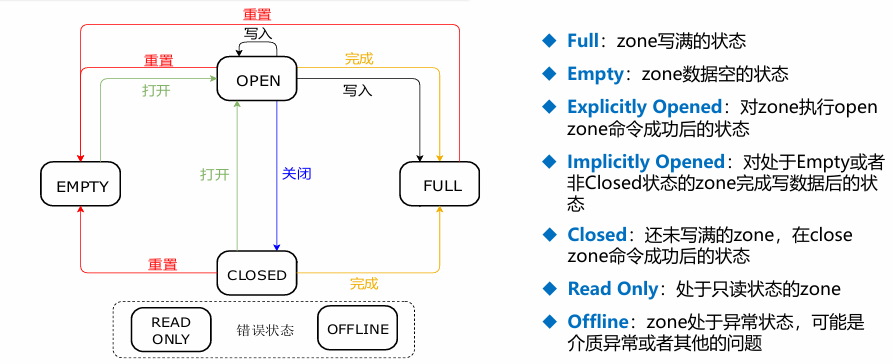 重置
写入
重置
完成
OPEN
打开
写入
打开
关闭
EMPTY
FULL
重置
CLOSED
完成
READ ONLY
错误状态
OFFLINE
◆ Full：zone写满的状态
◆ Empty：zone数据空的状态
◆ Explicitly Opened：对zone执行open
zone命令成功后的状态
◆ Implicitly Opened：对处于Empty或者
非Closed状态的zone完成写数据后的状
态
◆ Closed：还未写满的zone，在close
zone命令成功后的状态
◆ Read Only：处于只读状态的zone
◆ Offline：zone处于异常状态，可能是
介质异常或者其他的问题